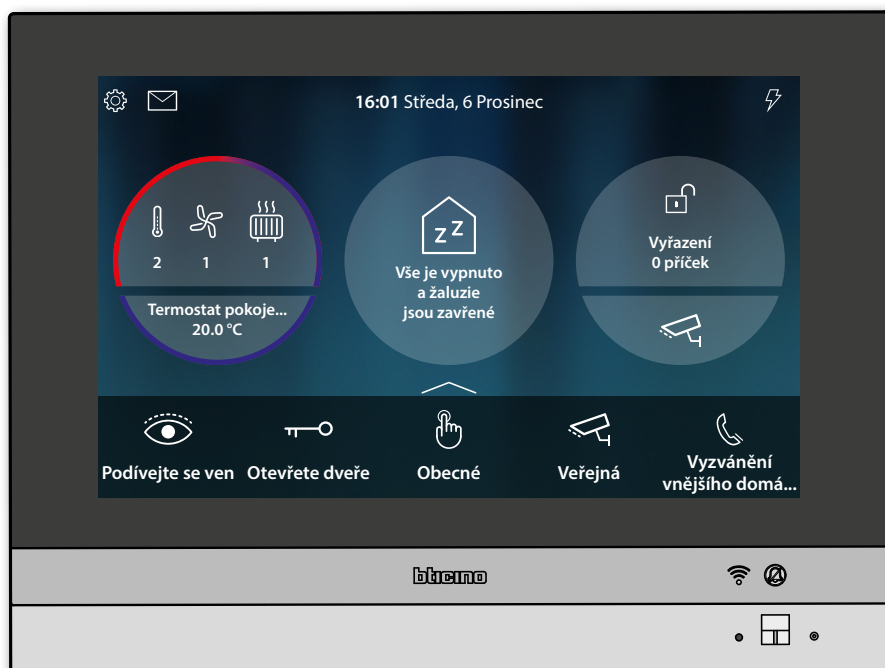 16:01 Středa, 6 Prosinec
2 1 1
Termostat pokoje...
20.0 °C
z z
Vše je vypnuto
a žaluzie
jsou zavřené
Vyřazení
0 příček
Podívejte se ven
Otevřete dveře
Obecné
Veřejná
Vyzvánění
vnějšího domá...
bticino